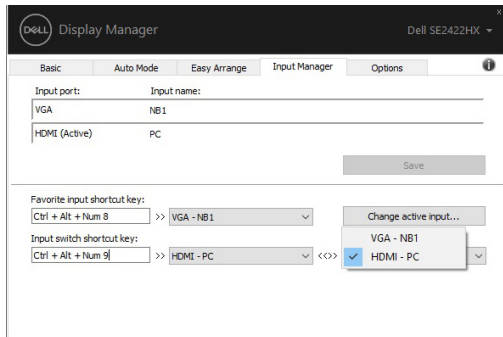 DELL Display Manager Dell SE2422HX
Basic Auto Mode Easy Arrange Input Manager Options
Input port: Input name:
VGA NB1
HDMI (Active) PC
Save
Favorite input shortcut key:
Ctrl + Alt + Num 8 >> VGA - NB1 Change active input...
Input switch shortcut key:
VGA - NB1
Ctrl + Alt + Num 9 >> HDMI - PC <<>> HDMI - PC